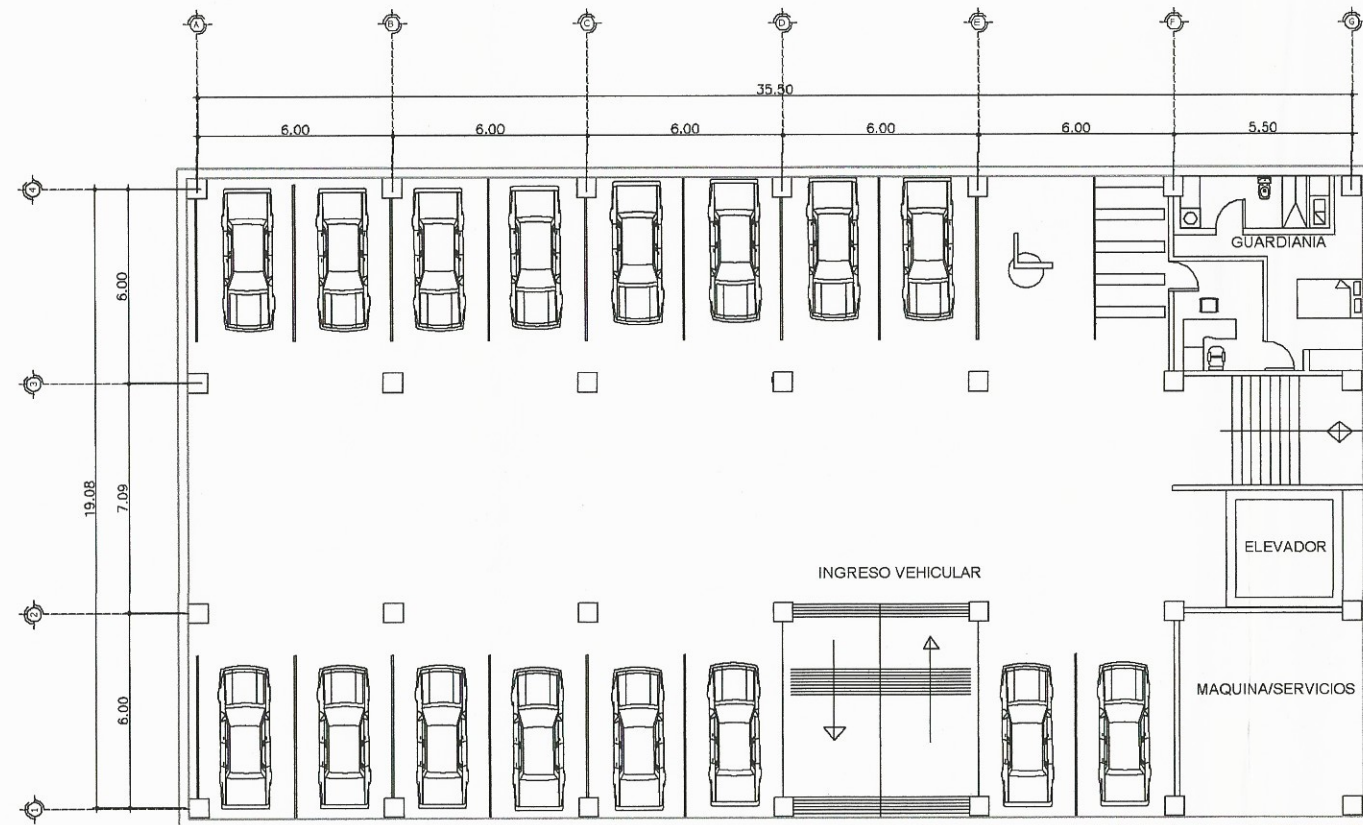 A B C D E F G
35.50
6.00 6.00 6.00 6.00 6.00 5.50
4
GUARDIANIA
6.00
3
19.08
7.09
ELEVADOR
INGRESO VEHICULAR
2
MAQUINA/SERVICIOS
6.00
1